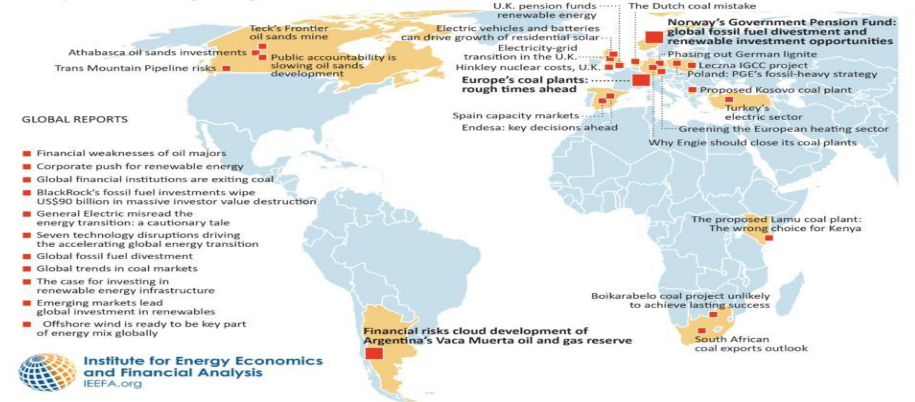 U.K. pension funds
renewable energy
The Dutch coal mistake
Teck's Frontier
oil sands mine
Athabasca oil sands investments
Trans Mountain Pipeline risks
Public accountability is
slowing oil sands
development
Electric vehicles and batteries
can drive growth of residential solar
Electricity-grid
transition in the U.K.
Hinkley nuclear costs, U.K.
Europe's coal plants:
rough times ahead
Norway's Government Pension Fund:
global fossil fuel divestment and
renewable investment opportunities
Phasing out German lignite
Leczna IGCC project
Poland: PGE's fossil-heavy strategy
Proposed Kosovo coal plant
Turkey's
electric sector
Spain capacity markets
Endesa: key decisions ahead
Greening the European heating sector
Why Engie should close its coal plants
GLOBAL REPORTS
Financial weaknesses of oil majors
Corporate push for renewable energy
Global financial institutions are exiting coal
BlackRock's fossil fuel investments wipe
US$90 billion in massive investor value destruction
General Electric misread the
energy transition: a cautionary tale
Seven technology disruptions driving
the accelerating global energy transition
Global fossil fuel divestment
Global trends in coal markets
The case for investing in
renewable energy infrastructure
Emerging markets lead
global investment in renewables
Offshore wind is ready to be key part
of energy mix globally
The proposed Lamu coal plant:
The wrong choice for Kenya
Boikarabelo coal project unlikely
to achieve lasting success
South African
coal exports outlook
Financial risks cloud development of
Argentina's Vaca Muerta oil and gas reserve
Institute for Energy Economics
and Financial Analysis
IEEFA.org